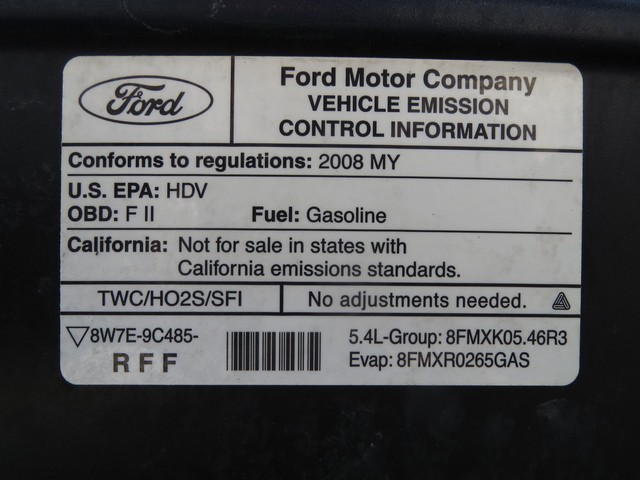 Ford
Ford Motor Company
VEHICLE EMISSION
CONTROL INFORMATION
Conforms to regulations: 2008 MY
U.S. EPA: HDV
OBD: F II Fuel: Gasoline
California: Not for sale in states with
California emissions standards.
TWC/HO2S/SFI No adjustments needed.
8W7E-9C485- 5.4L-Group: 8FMXK05.46R3
RFF Evap: 8FMXR0265GAS